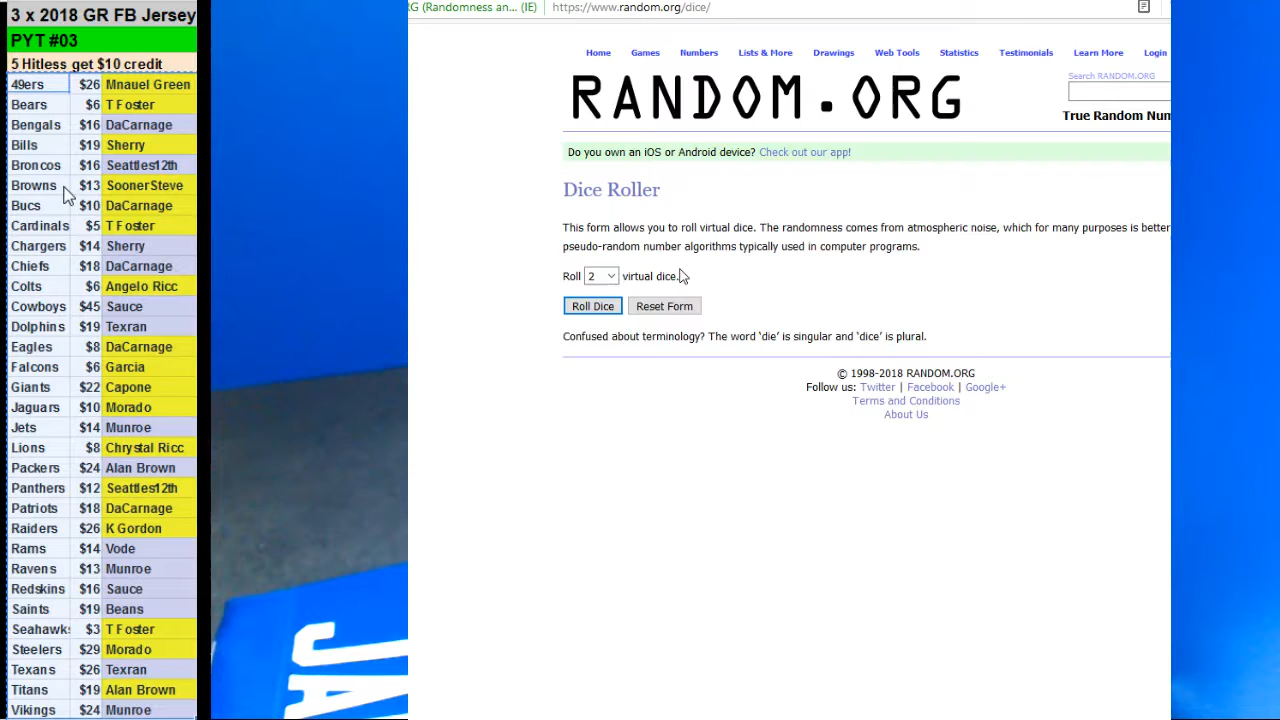 3 x 2018 GR FB Jersey
PYT #03
5 Hitless get $10 credit
49ers $26 Mnauel Green
Bears $6 T Foster
Bengals $16 DaCarnage
Bills $19 Sherry
Broncos $16 Seattles12th
Browns $13 SoonerSteve
Bucs $10 DaCarnage
Cardinals $5 T Foster
Chargers $14 Sherry
Chiefs $18 DaCarnage
Colts $6 Angelo Ricc
Cowboys $45 Sauce
Dolphins $19 Texran
Eagles $8 DaCarnage
Falcons $6 Garcia
Giants $22 Capone
Jaguars $10 Morado
Jets $14 Munroe
Lions $8 Chrystal Ricc
Packers $24 Alan Brown
Panthers $12 Seattles12th
Patriots $18 DaCarnage
Raiders $26 K Gordon
Rams $14 Vode
Ravens $13 Munroe
Redskins $16 Sauce
Saints $19 Beans
Seahawks $3 T Foster
Steelers $29 Morado
Texans $26 Texran
Titans $19 Alan Brown
Vikings $24 Munroe
RG (Randomness an... (IE) https://www.random.org/dice/
Home Games Numbers Lists & More Drawings Web Tools Statistics Testimonials Learn More Login
Search RANDOM.ORG
RANDOM.ORG
True Random Num
Do you own an iOS or Android device? Check out our app!
Dice Roller
This form allows you to roll virtual dice. The randomness comes from atmospheric noise, which for many purposes is better
pseudo-random number algorithms typically used in computer programs.
Roll 2 virtual dice.
Roll Dice Reset Form
Confused about terminology? The word ‘die’ is singular and ‘dice’ is plural.
© 1998-2018 RANDOM.ORG
Follow us: Twitter | Facebook | Google+
Terms and Conditions
About Us
JA